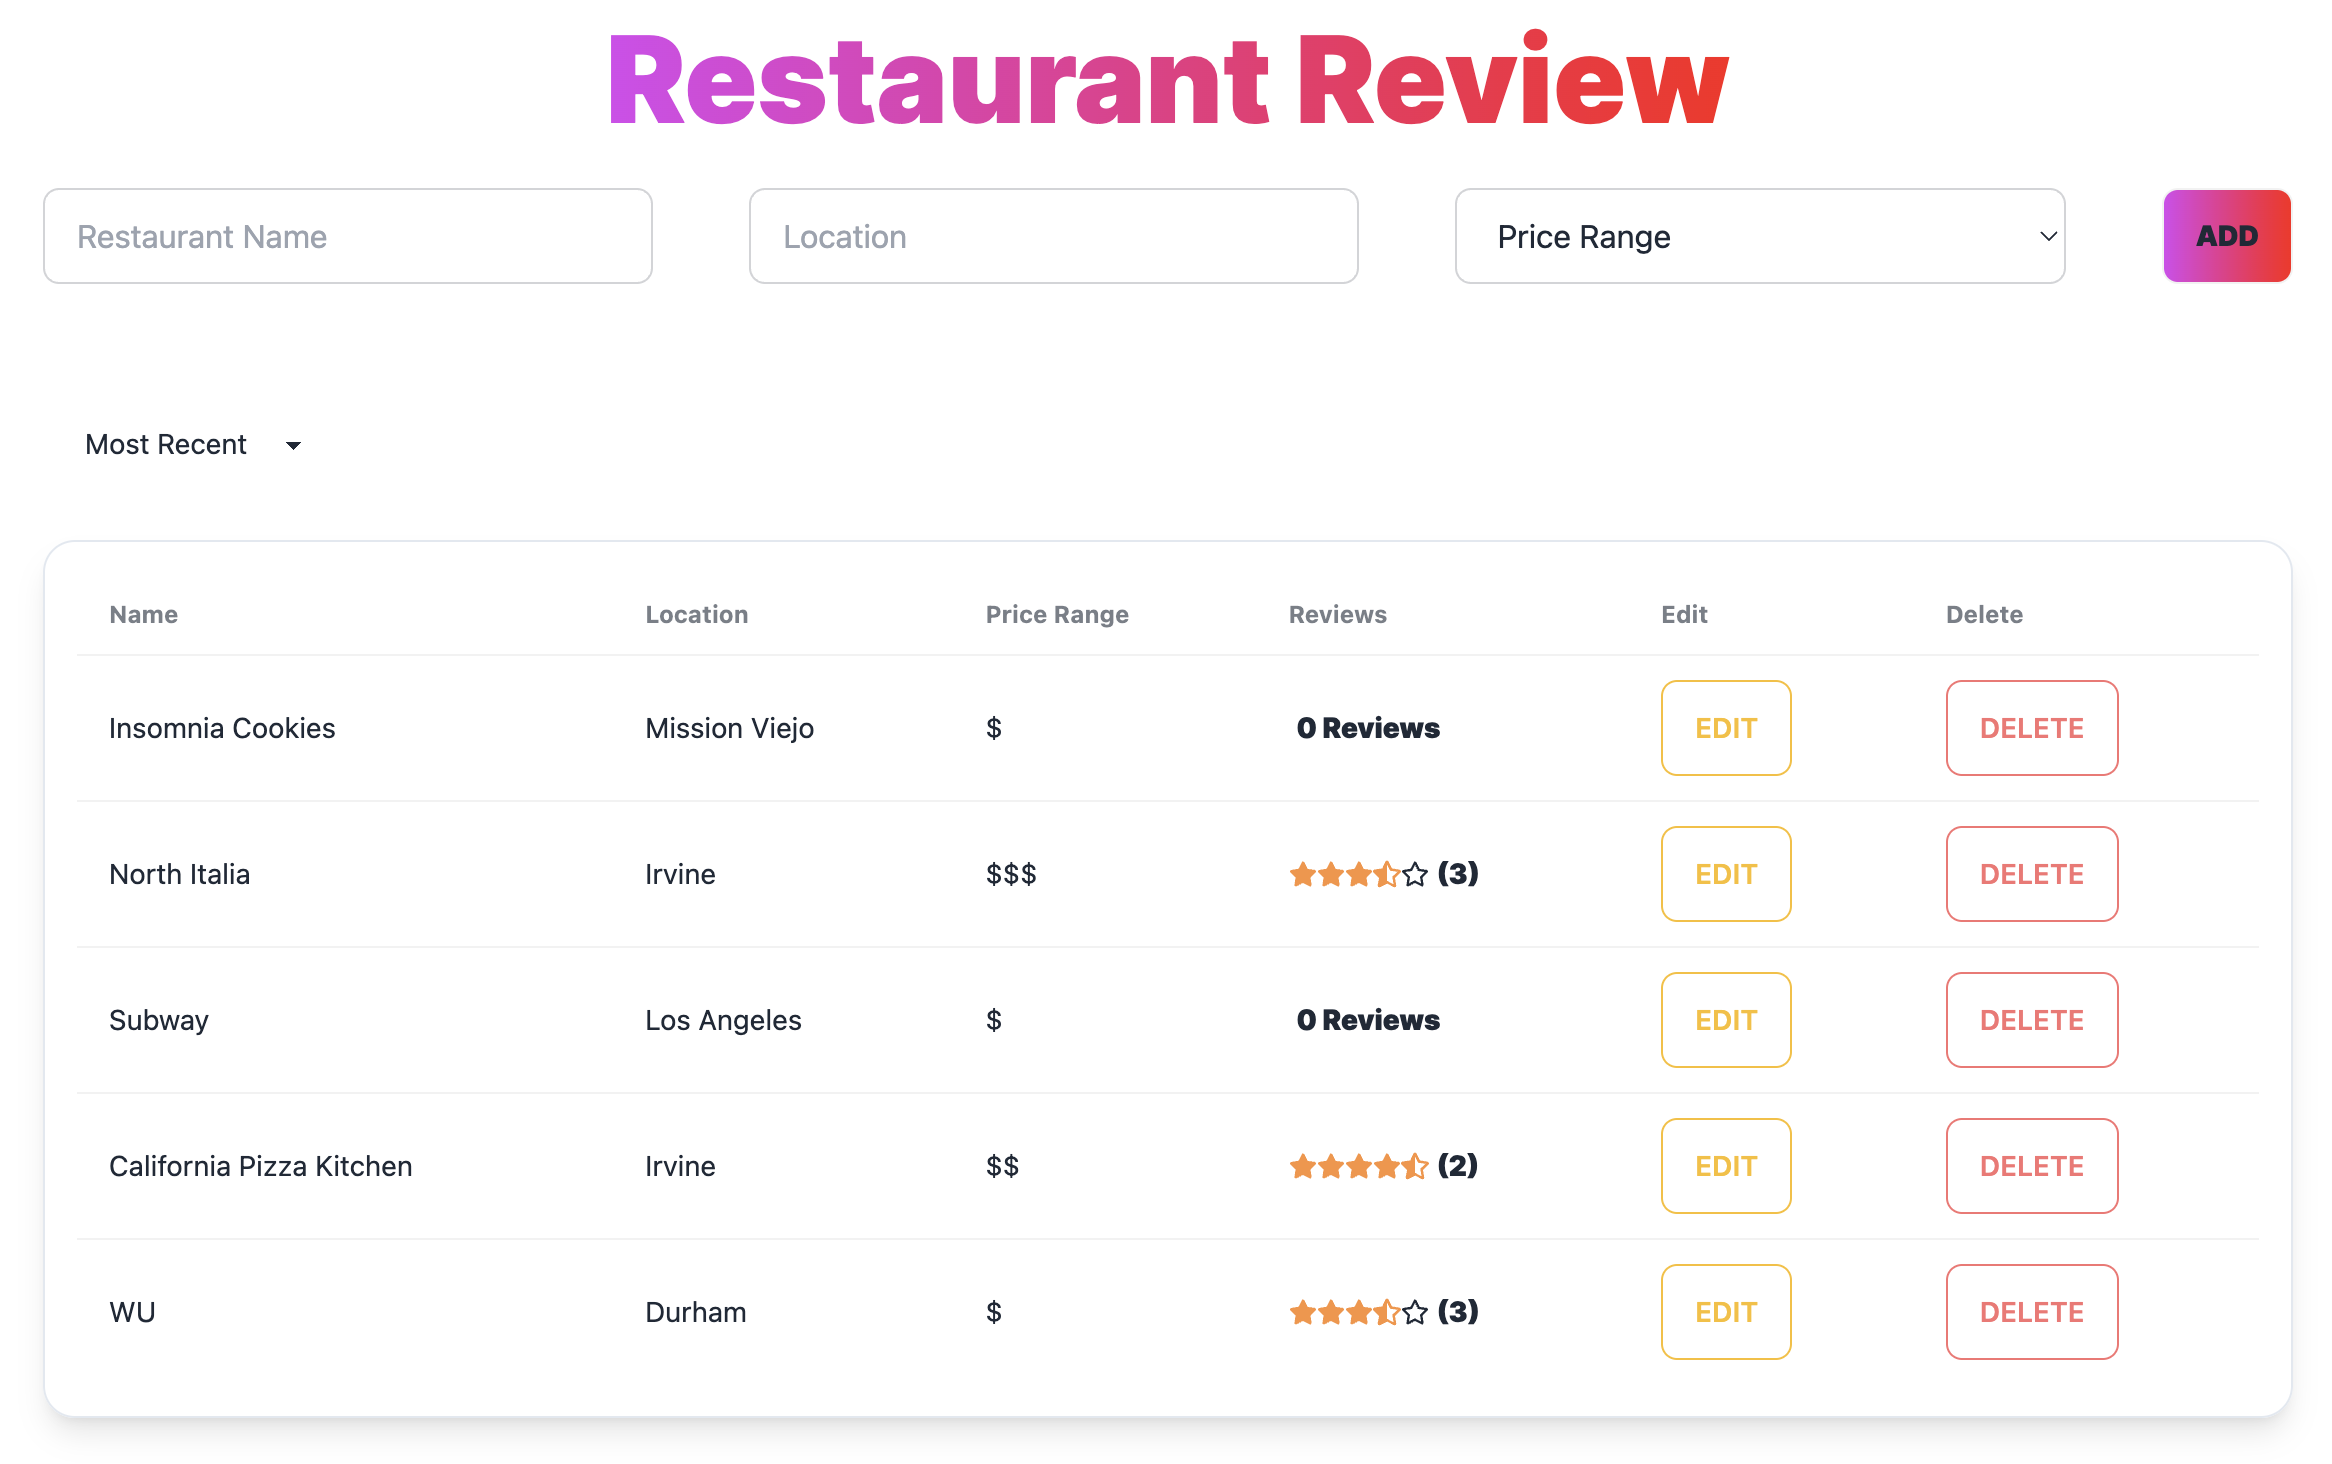 Restaurant Review
Restaurant Name Location Price Range ADD
Most Recent
Name Location Price Range Reviews Edit Delete
Insomnia Cookies Mission Viejo $ 0 Reviews EDIT DELETE
North Italia Irvine $$$ (3) EDIT DELETE
Subway Los Angeles $ 0 Reviews EDIT DELETE
California Pizza Kitchen Irvine $$ (2) EDIT DELETE
WU Durham $ (3) EDIT DELETE